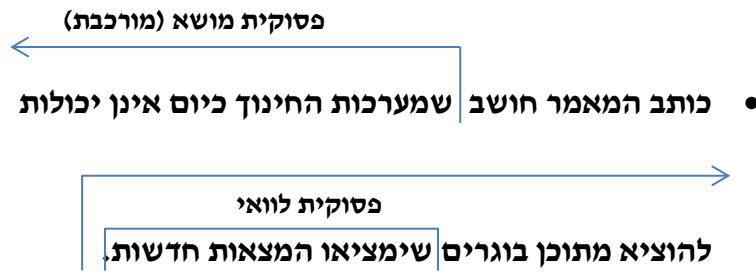 פסוקית מושא (מורכבת)
• כותב המאמר חושב שמערכות החינוך כיום אינן יכולות
פסוקית לוואי
להוציא מתוכן בוגרים שימציאו המצאות חדשות.